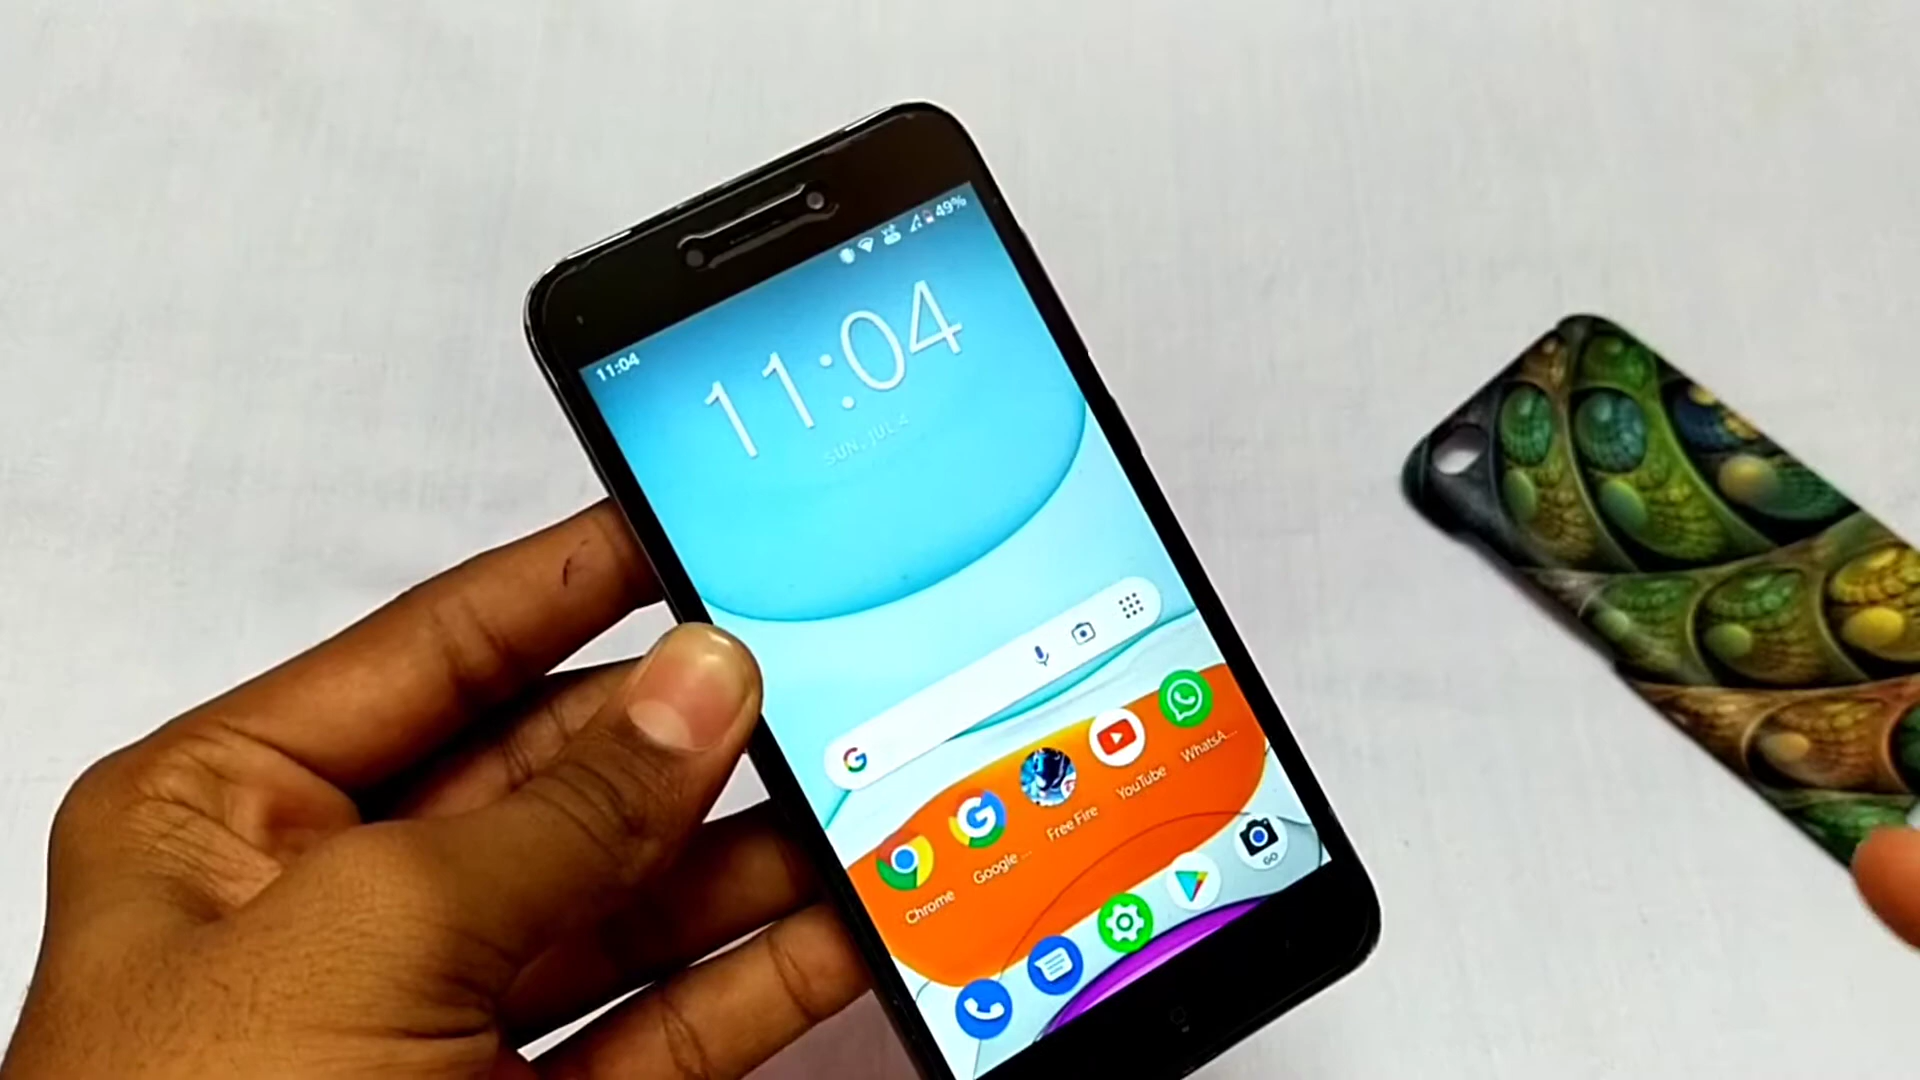 49%
11:04
11:04
SUN, JUL 4
WhatsA...
YouTube
Free Fire
Google ...
Chrome
GO